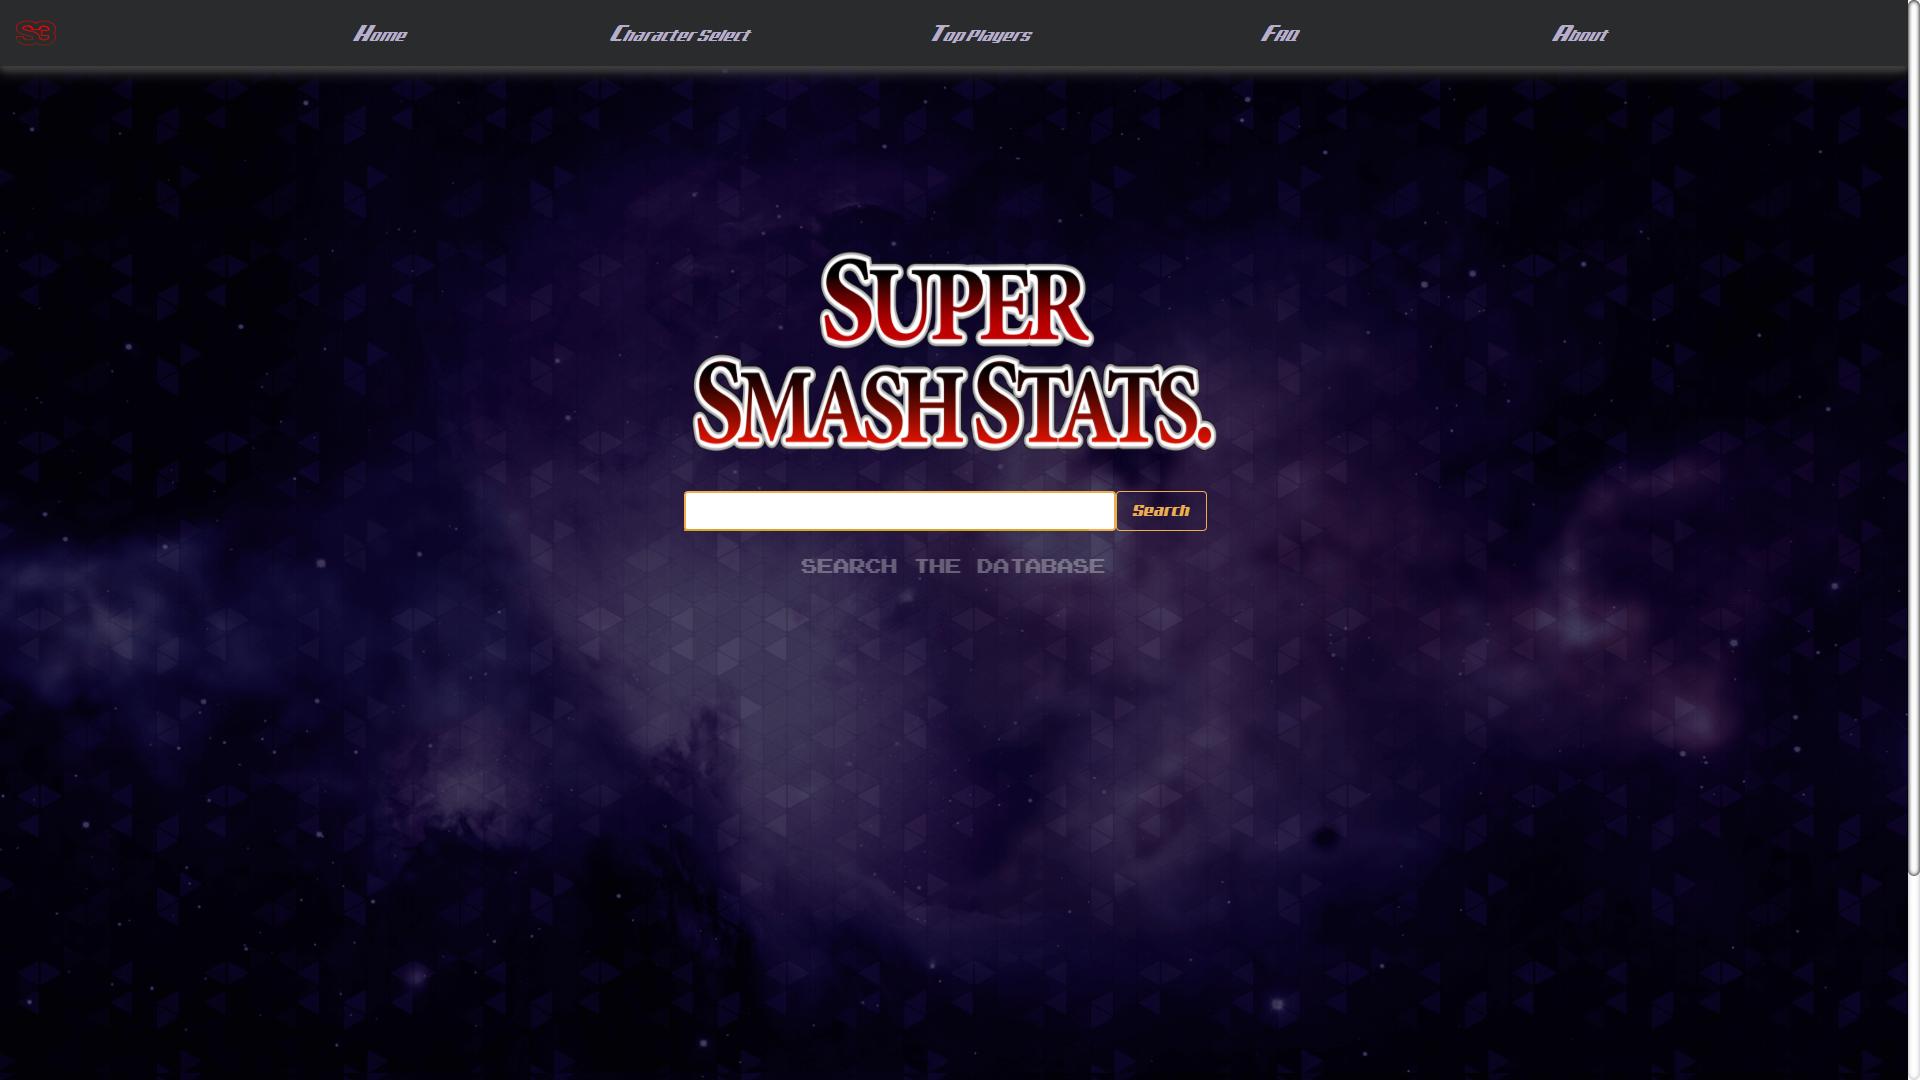 S3
Home
Character Select
Top Players
FAQ
About
SUPER
SMASH STATS.
Search
SEARCH THE DATABASE